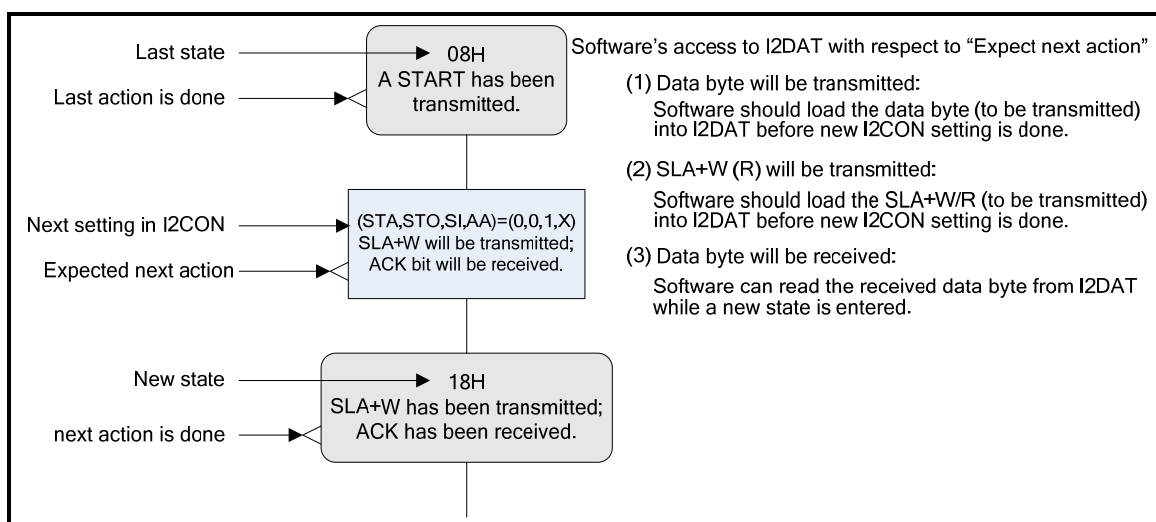 Last state
08H
Last action is done
A START has been
transmitted.
Next setting in I2CON
(STA,STO,SI,AA)=(0,0,1,X)
SLA+W will be transmitted;
Expected next action
ACK bit will be received.
New state
18H
SLA+W has been transmitted;
next action is done
ACK has been received.
Software's access to I2DAT with respect to “Expect next action”
(1) Data byte will be transmitted:
Software should load the data byte (to be transmitted)
into I2DAT before new I2CON setting is done.
(2) SLA+W (R) will be transmitted:
Software should load the SLA+W/R (to be transmitted)
into I2DAT before new I2CON setting is done.
(3) Data byte will be received:
Software can read the received data byte from I2DAT
while a new state is entered.